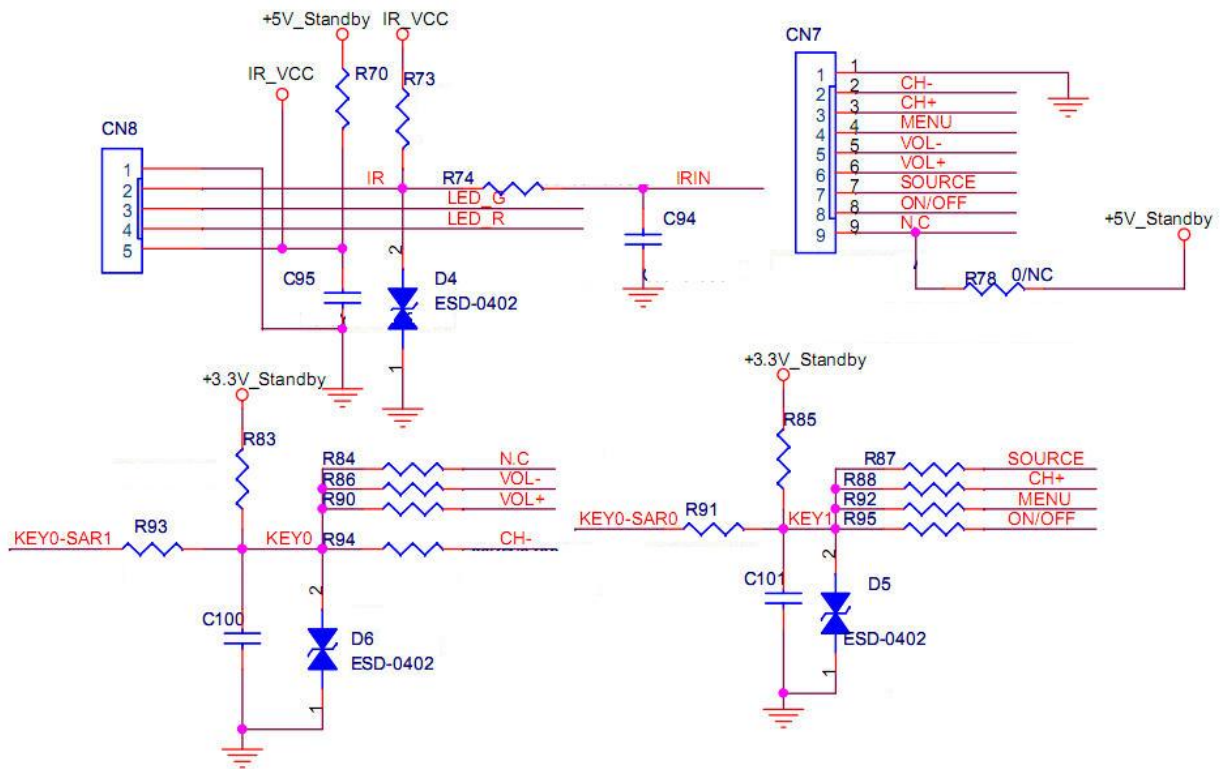 +5V_Standby
IR_VCC
CN7
IR_VCC
R70
R73
1
1
2
CH-
2
3
CH+
3
4
MENU
4
5
VOL-
5
6
VOL+
6
7
SOURCE
7
8
ON/OFF
8
9
N.C
9
CN8
1
2
3
4
5
IR
R74
IRIN
LED_G
LED_R
C94
+5V_Standby
R78
0/NC
C95
2
D4
ESD-0402
1
+3.3V_Standby
R83
R84
N.C
R86
VOL-
R90
VOL+
KEY0-SAR1
R93
KEY0
R94
CH-
C100
2
D6
ESD-0402
1
+3.3V_Standby
R85
R87
SOURCE
R88
CH+
R92
MENU
KEY0-SAR0
R91
KEY1
R95
ON/OFF
C101
2
D5
ESD-0402
1